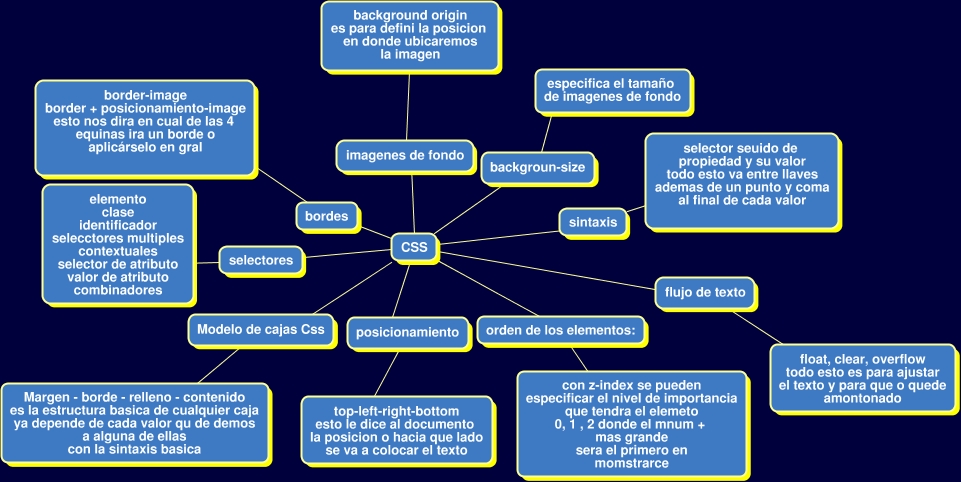 background origin
es para defini la posicion
en donde ubicaremos
la imagen
especifica el tamaño
de imagenes de fondo
border-image
border + posicionamiento-image
esto nos dira en cual de las 4
equinas ira un borde o
aplicárselo en gral
imagenes de fondo
backgroun-size
selector seuido de
propiedad y su valor
todo esto va entre llaves
ademas de un punto y coma
al final de cada valor
elemento
clase
identificador
selecctores multiples
contextuales
selector de atributo
valor de atributo
combinadores
bordes
sintaxis
CSS
selectores
flujo de texto
Modelo de cajas Css
posicionamiento
orden de los elementos:
float, clear, overflow
todo esto es para ajustar
el texto y para que o quede
amontonado
Margen - borde - relleno - contenido
es la estructura basica de cualquier caja
ya depende de cada valor qu de demos
a alguna de ellas
con la sintaxis basica
top-left-right-bottom
esto le dice al documento
la posicion o hacia que lado
se va a colocar el texto
con z-index se pueden
especificar el nivel de importancia
que tendra el elemeto
0, 1 , 2 donde el mnum +
mas grande
sera el primero en
momstrarce